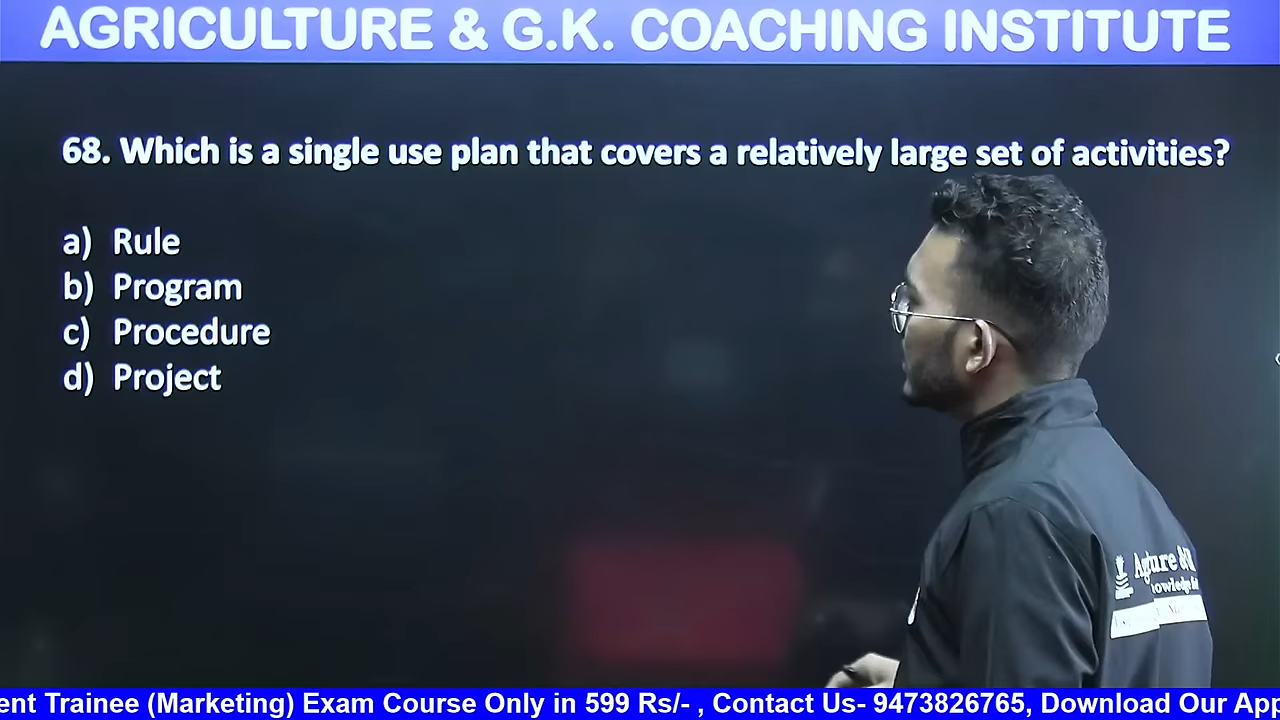 AGRICULTURE & G.K. COACHING INSTITUTE
68. Which is a single use plan that covers a relatively large set of activities?
a) Rule
b) Program
c) Procedure
d) Project
ent Trainee (Marketing) Exam Course Only in 599 Rs/- , Contact Us- 9473826765, Download Our App